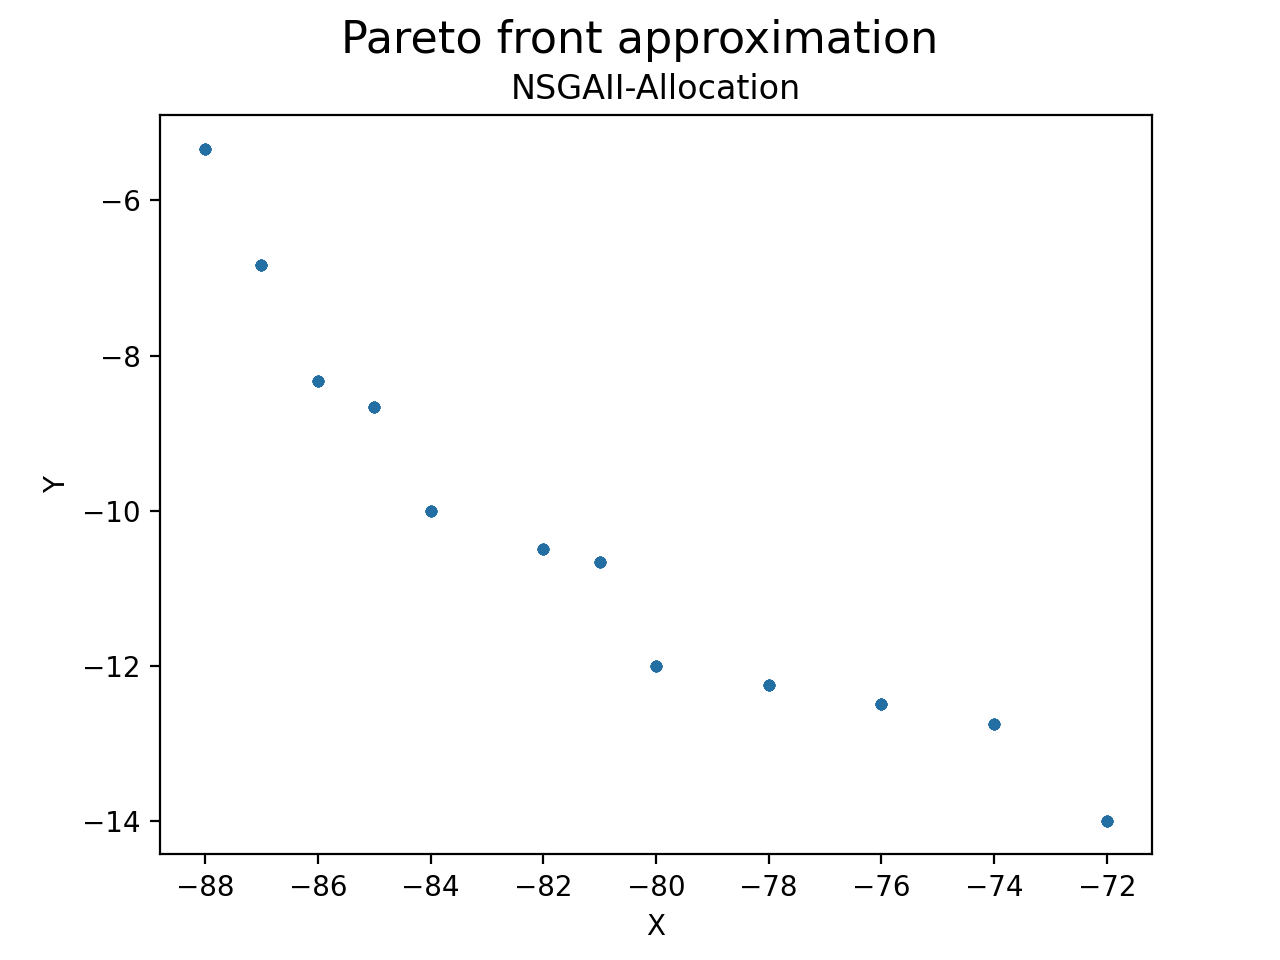 Pareto front approximation
NSGAII-Allocation
−6
−8
−10
−12
−14
Y
−88 −86 −84 −82 −80 −78 −76 −74 −72
X